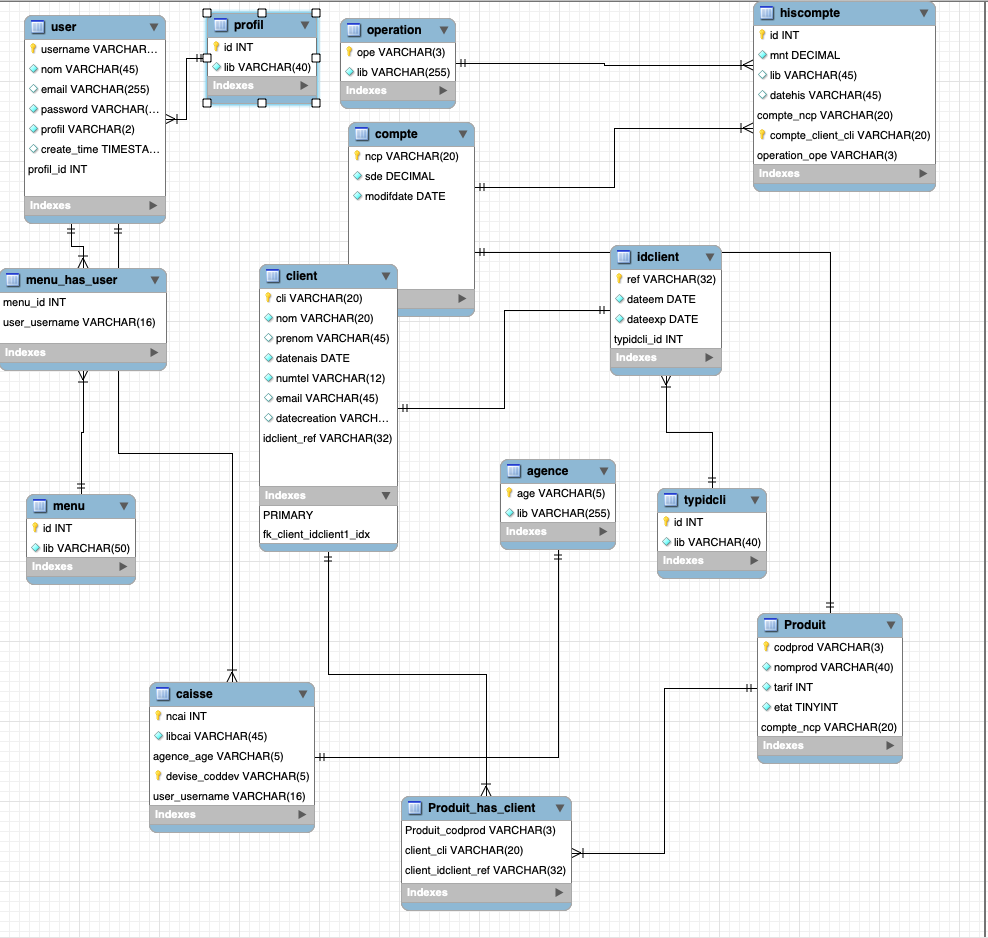 user
username VARCHAR...
nom VARCHAR(45)
email VARCHAR(255)
password VARCHAR(...
profil VARCHAR(2)
create_time TIMESTA...
profil_id INT
Indexes
profil
id INT
lib VARCHAR(40)
Indexes
operation
ope VARCHAR(3)
lib VARCHAR(255)
Indexes
hiscompte
id INT
mnt DECIMAL
lib VARCHAR(45)
datehis VARCHAR(45)
compte_ncp VARCHAR(20)
compte_client_cli VARCHAR(20)
operation_ope VARCHAR(3)
Indexes
compte
ncp VARCHAR(20)
sde DECIMAL
modifdate DATE
menu_has_user
menu_id INT
user_username VARCHAR(16)
Indexes
client
cli VARCHAR(20)
nom VARCHAR(20)
prenom VARCHAR(45)
datenais DATE
numtel VARCHAR(12)
email VARCHAR(45)
datecreation VARCH...
idclient_ref VARCHAR(32)
Indexes
PRIMARY
fk_client_idclient1_idx
idclient
ref VARCHAR(32)
dateem DATE
dateexp DATE
typidcli_id INT
Indexes
menu
id INT
lib VARCHAR(50)
Indexes
agence
age VARCHAR(5)
lib VARCHAR(255)
Indexes
typidcli
id INT
lib VARCHAR(40)
Indexes
Produit
codprod VARCHAR(3)
nomprod VARCHAR(40)
tarif INT
etat TINYINT
compte_ncp VARCHAR(20)
Indexes
caisse
ncai INT
libcai VARCHAR(45)
agence_age VARCHAR(5)
devise_coddev VARCHAR(5)
user_username VARCHAR(16)
Indexes
Produit_has_client
Produit_codprod VARCHAR(3)
client_cli VARCHAR(20)
client_idclient_ref VARCHAR(32)
Indexes